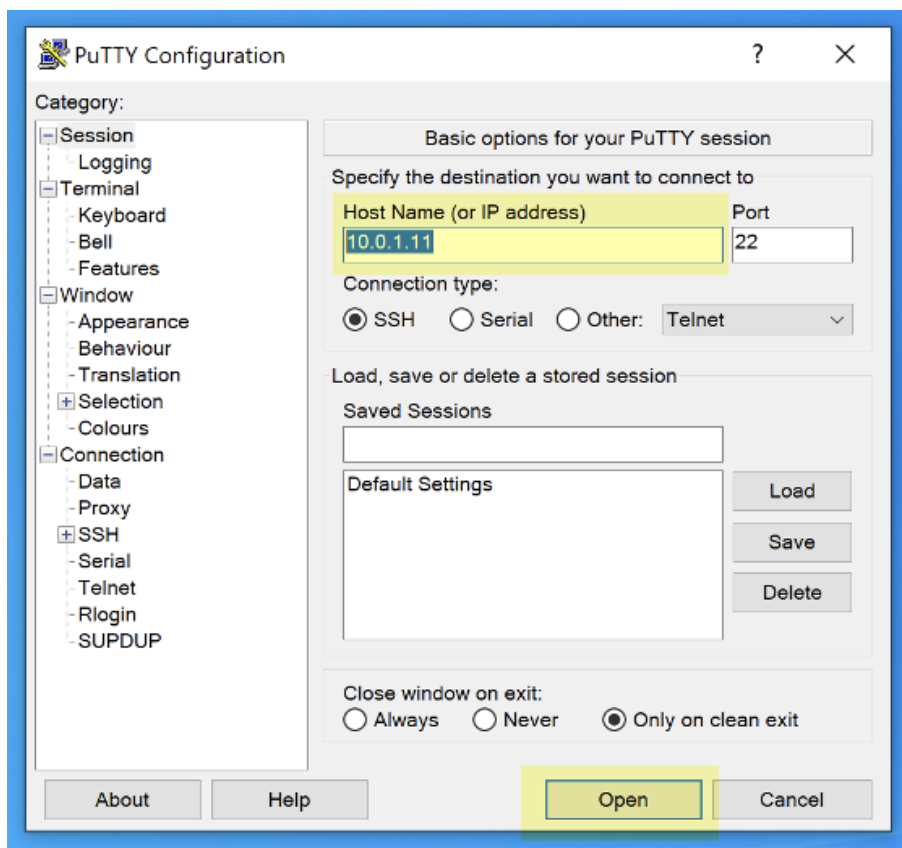 PuTTY Configuration ? ×
Category:
Session
Logging
Terminal
Keyboard
Bell
Features
Window
Appearance
Behaviour
Translation
Selection
Colours
Connection
Data
Proxy
SSH
Serial
Telnet
Rlogin
SUPDUP
Basic options for your PuTTY session
Specify the destination you want to connect to
Host Name (or IP address) Port
10.0.1.11 22
Connection type:
SSH Serial Other: Telnet
Load, save or delete a stored session
Saved Sessions
Default Settings
Load
Save
Delete
Close window on exit:
Always Never Only on clean exit
About Help Open Cancel